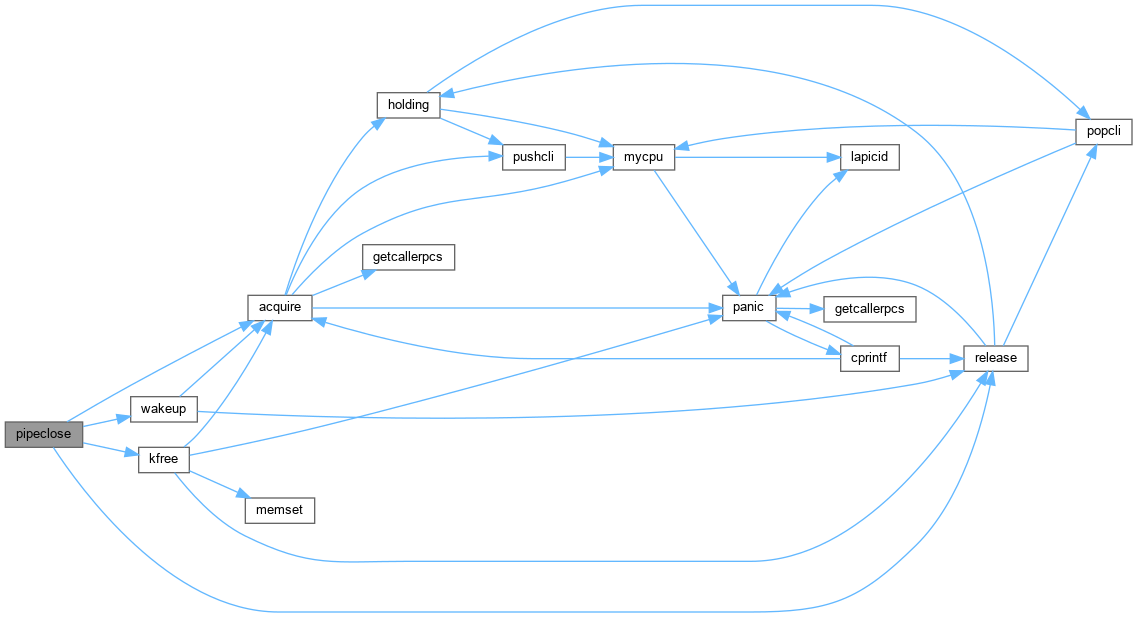 holding
popcli
pushcli
mycpu
lapicid
getcallerpcs
acquire
panic
getcallerpcs
cprintf
release
wakeup
pipeclose
kfree
memset